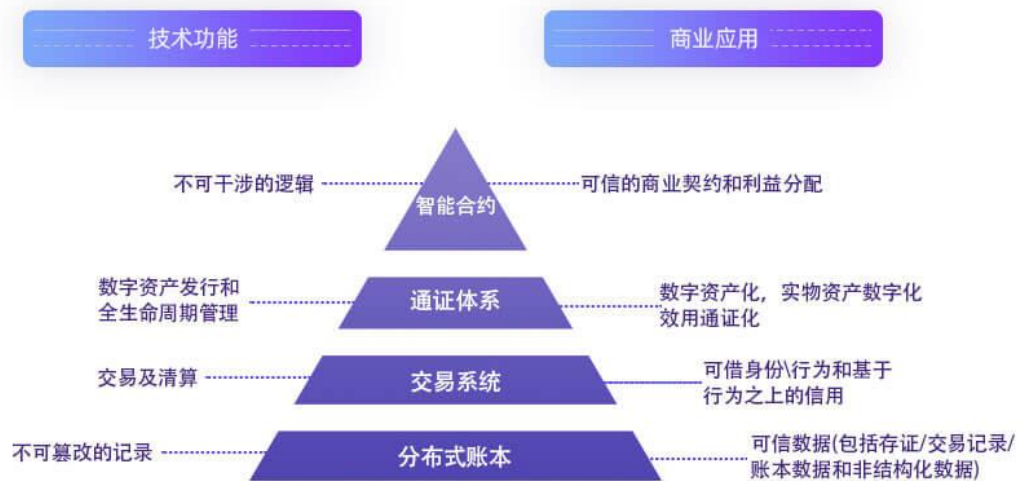 技术功能
商业应用
不可干涉的逻辑
智能合约
可信的商业契约和利益分配
数字资产发行和
全生命周期管理
通证体系
数字资产化，实物资产数字化
效用通证化
交易及清算
交易系统
可借身份\行为和基于
行为之上的信用
不可篡改的记录
分布式账本
可信数据(包括存证/交易记录/
账本数据和非结构化数据)